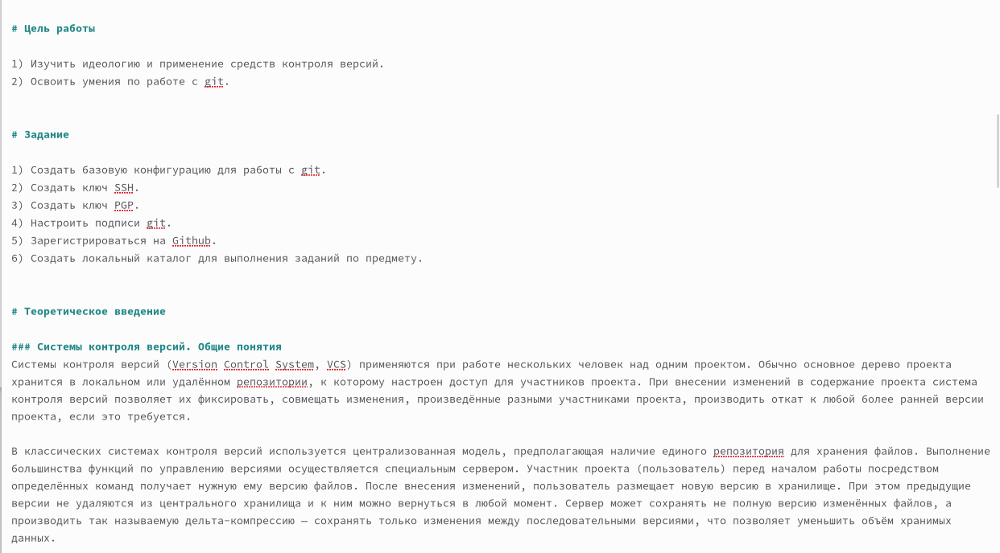 # Цель работы
1) Изучить идеологию и применение средств контроля версий.
2) Освоить умения по работе с git.
# Задание
1) Создать базовую конфигурацию для работы с git.
2) Создать ключ SSH.
3) Создать ключ PGP.
4) Настроить подписи git.
5) Зарегистрироваться на Github.
6) Создать локальный каталог для выполнения заданий по предмету.
# Теоретическое введение
### Системы контроля версий. Общие понятия
Системы контроля версий (Version Control System, VCS) применяются при работе нескольких человек над одним проектом. Обычно основное дерево проекта
хранится в локальном или удалённом репозитории, к которому настроен доступ для участников проекта. При внесении изменений в содержание проекта система
контроля версий позволяет их фиксировать, совмещать изменения, произведённые разными участниками проекта, производить откат к любой более ранней версии
проекта, если это требуется.
В классических системах контроля версий используется централизованная модель, предполагающая наличие единого репозитория для хранения файлов. Выполнение
большинства функций по управлению версиями осуществляется специальным сервером. Участник проекта (пользователь) перед началом работы посредством
определённых команд получает нужную ему версию файлов. После внесения изменений, пользователь размещает новую версию в хранилище. При этом предыдущие
версии не удаляются из центрального хранилища и к ним можно вернуться в любой момент. Сервер может сохранять не полную версию изменённых файлов, а
производить так называемую дельта-компрессию — сохранять только изменения между последовательными версиями, что позволяет уменьшить объём хранимых
данных.